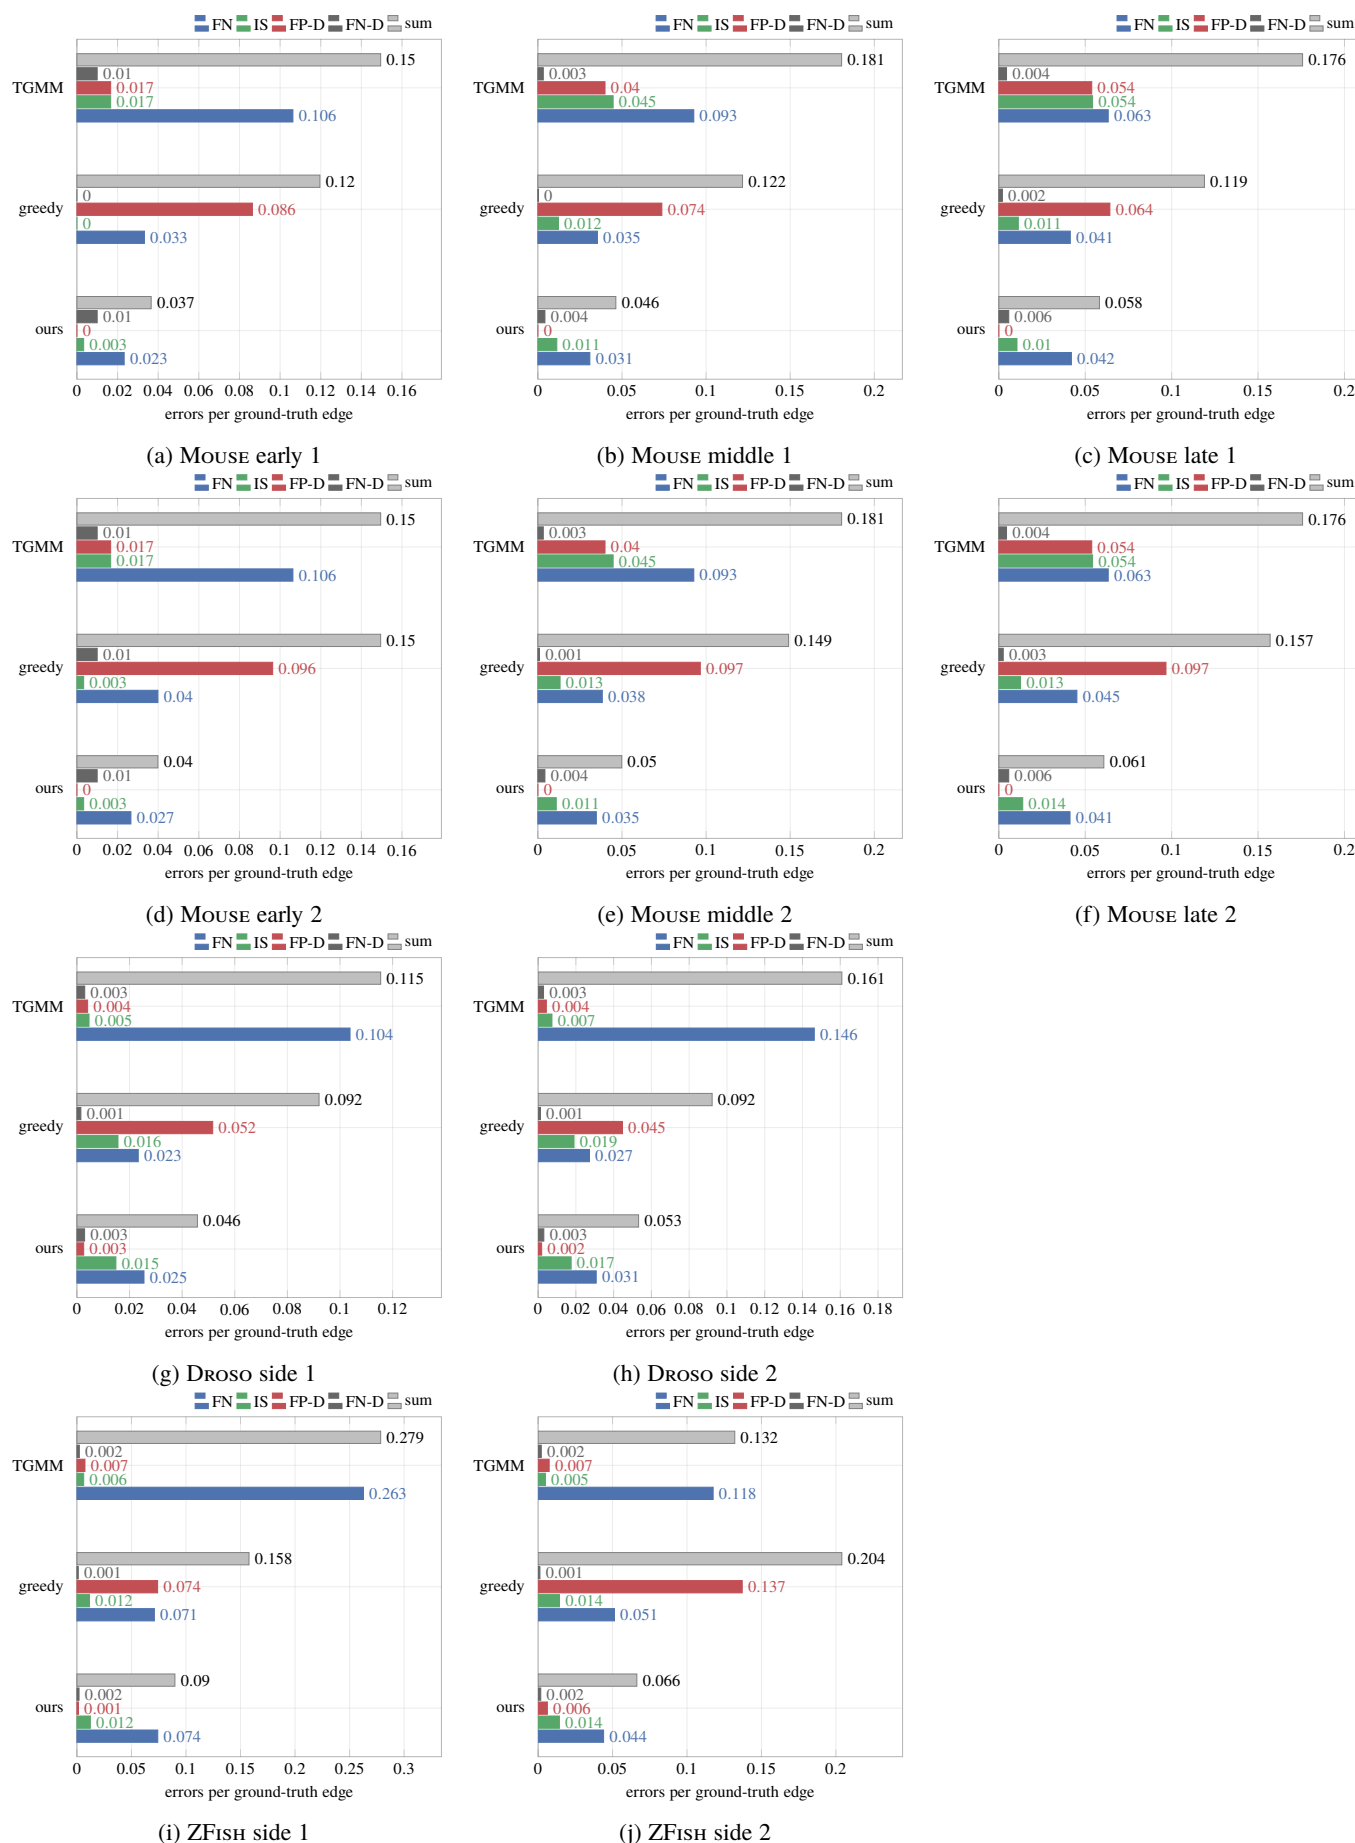 FN IS FP-D FN-D sum
TGMM
0.15
0.01
0.017
0.017
0.106
greedy
0.12
0
0.086
0
0.033
ours
0.037
0.01
0
0.003
0.023
0 0.02 0.04 0.06 0.08 0.1 0.12 0.14 0.16
errors per ground-truth edge
(a) Mouse early 1
FN IS FP-D FN-D sum
TGMM
0.181
0.003
0.04
0.045
0.093
greedy
0.122
0
0.074
0.012
0.035
ours
0.046
0.004
0
0.011
0.031
0 0.05 0.1 0.15 0.2
errors per ground-truth edge
(b) Mouse middle 1
FN IS FP-D FN-D sum
TGMM
0.176
0.004
0.054
0.054
0.063
greedy
0.119
0.002
0.064
0.011
0.041
ours
0.058
0.006
0
0.01
0.042
0 0.05 0.1 0.15 0.2
errors per ground-truth edge
(c) Mouse late 1
FN IS FP-D FN-D sum
TGMM
0.15
0.01
0.017
0.017
0.106
greedy
0.15
0.01
0.096
0.003
0.04
ours
0.04
0.01
0
0.003
0.027
0 0.02 0.04 0.06 0.08 0.1 0.12 0.14 0.16
errors per ground-truth edge
(d) Mouse early 2
FN IS FP-D FN-D sum
TGMM
0.181
0.003
0.04
0.045
0.093
greedy
0.149
0.001
0.097
0.013
0.038
ours
0.05
0.004
0
0.011
0.035
0 0.05 0.1 0.15 0.2
errors per ground-truth edge
(e) Mouse middle 2
FN IS FP-D FN-D sum
TGMM
0.176
0.004
0.054
0.054
0.063
greedy
0.157
0.003
0.097
0.013
0.045
ours
0.061
0.006
0
0.014
0.041
0 0.05 0.1 0.15 0.2
errors per ground-truth edge
(f) Mouse late 2
FN IS FP-D FN-D sum
TGMM
0.115
0.003
0.004
0.005
0.104
greedy
0.092
0.001
0.052
0.016
0.023
ours
0.046
0.003
0.003
0.015
0.025
0 0.02 0.04 0.06 0.08 0.1 0.12
errors per ground-truth edge
(g) Droso side 1
FN IS FP-D FN-D sum
TGMM
0.161
0.003
0.004
0.007
0.146
greedy
0.092
0.001
0.045
0.019
0.027
ours
0.053
0.003
0.002
0.017
0.031
0 0.02 0.04 0.06 0.08 0.1 0.12 0.14 0.16 0.18
errors per ground-truth edge
(h) Droso side 2
FN IS FP-D FN-D sum
TGMM
0.279
0.002
0.007
0.006
0.263
greedy
0.158
0.001
0.074
0.012
0.071
ours
0.09
0.002
0.001
0.012
0.074
0 0.05 0.1 0.15 0.2 0.25 0.3
errors per ground-truth edge
(i) ZFish side 1
FN IS FP-D FN-D sum
TGMM
0.132
0.002
0.007
0.005
0.118
greedy
0.204
0.001
0.137
0.014
0.051
ours
0.066
0.002
0.006
0.014
0.044
0 0.05 0.1 0.15 0.2
errors per ground-truth edge
(j) ZFish side 2